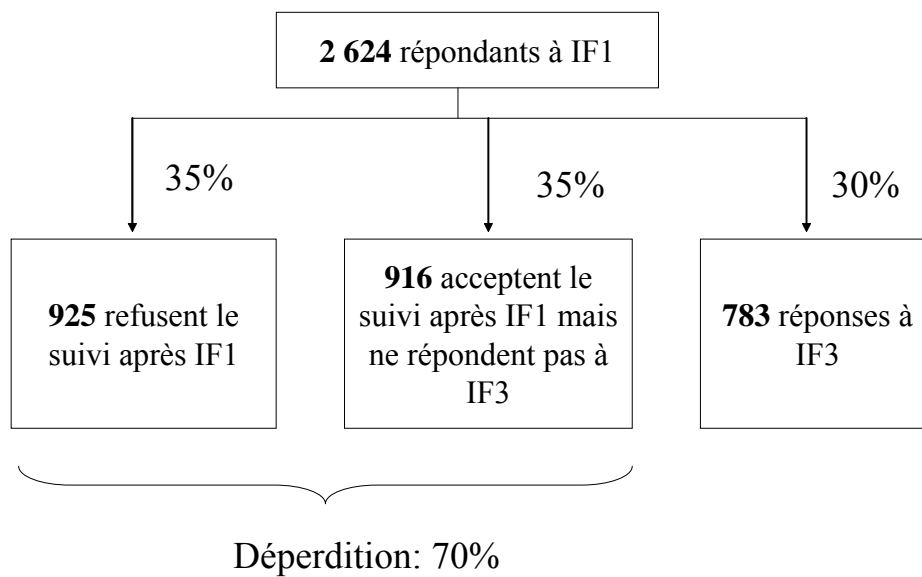 2 624 répondants à IF1
35%
35%
30%
925 refusent le
suivi après IF1
916 acceptent le
suivi après IF1 mais
ne répondent pas à
IF3
783 réponses à
IF3
Déperdition: 70%